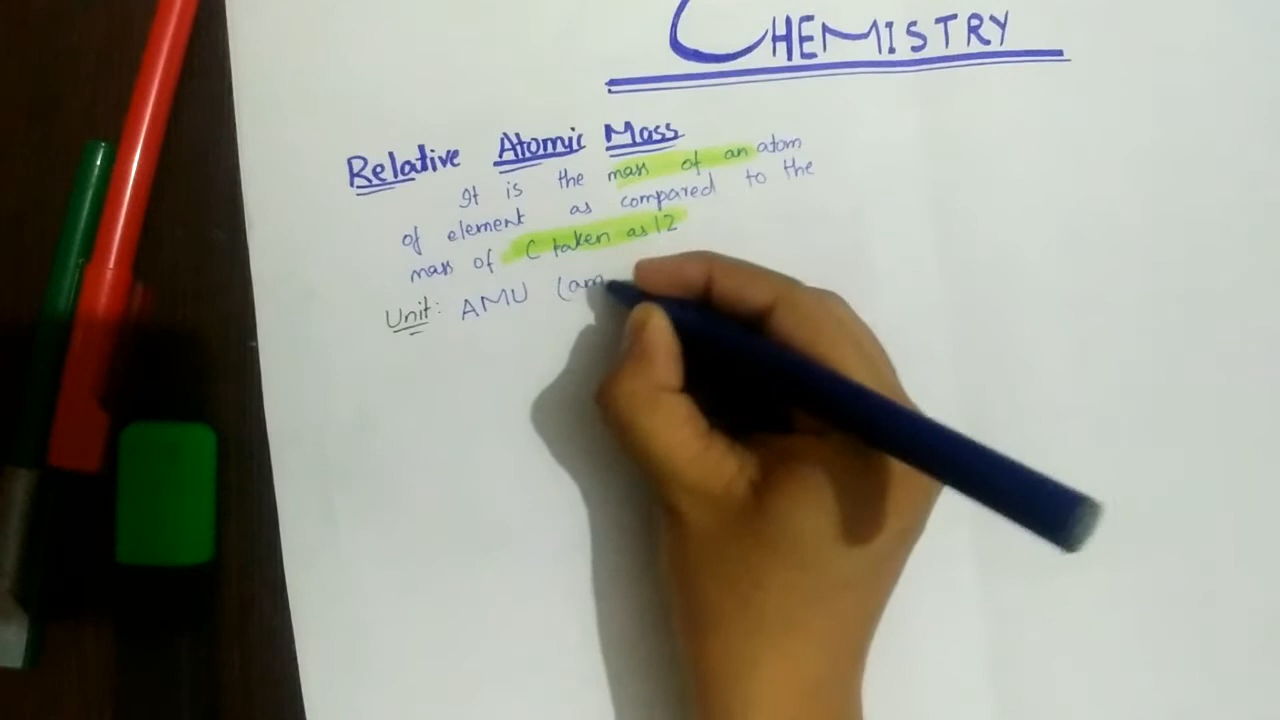 CHEMISTRY
Relative Atomic Mass
It is the mass of an atom
of element as compared to the
mass of C taken as 12
Unit: AMU (am